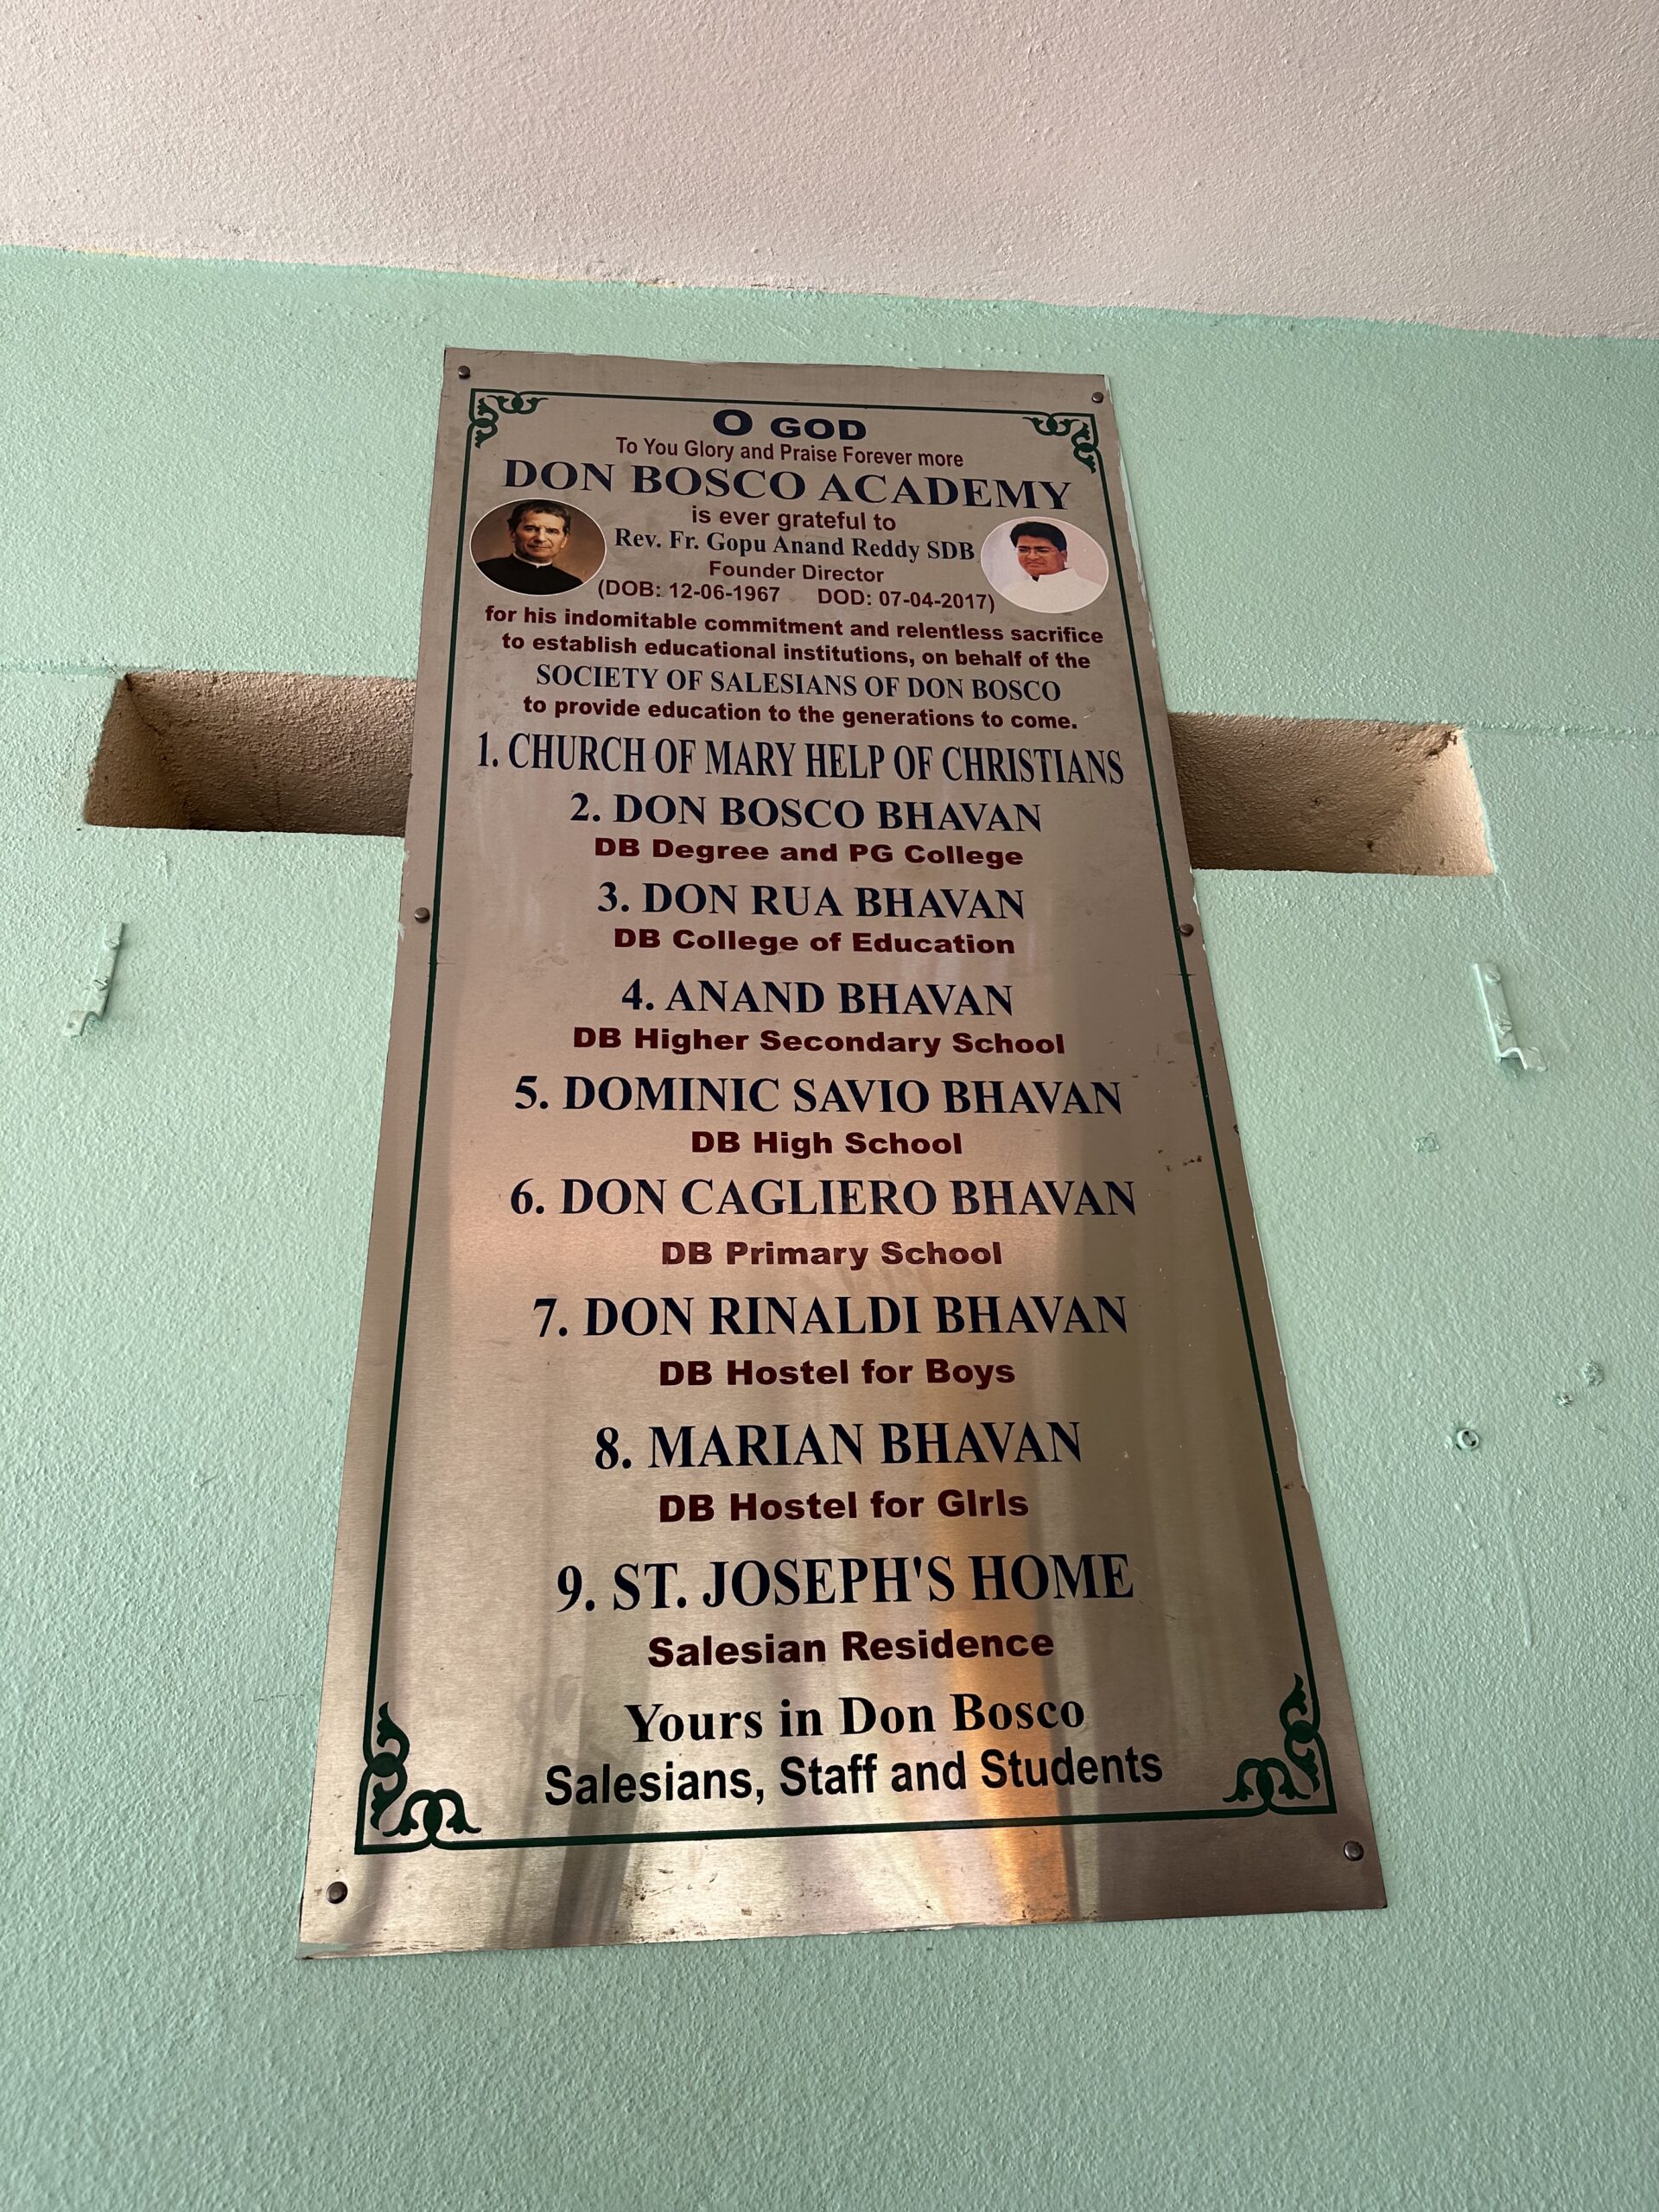 O GOD
To You Glory and Praise Forever more
DON BOSCO ACADEMY
is ever grateful to
Rev. Fr. Gopu Anand Reddy SDB
Founder Director
(DOB: 12-06-1967 DOD: 07-04-2017)
for his indomitable commitment and relentless sacrifice
to establish educational institutions, on behalf of the
SOCIETY OF SALESIANS OF DON BOSCO
to provide education to the generations to come.
1. CHURCH OF MARY HELP OF CHRISTIANS
2. DON BOSCO BHAVAN
DB Degree and PG College
3. DON RUA BHAVAN
DB College of Education
4. ANAND BHAVAN
DB Higher Secondary School
5. DOMINIC SAVIO BHAVAN
DB High School
6. DON CAGLIERO BHAVAN
DB Primary School
7. DON RINALDI BHAVAN
DB Hostel for Boys
8. MARIAN BHAVAN
DB Hostel for GIrls
9. ST. JOSEPH'S HOME
Salesian Residence
Yours in Don Bosco
Salesians, Staff and Students